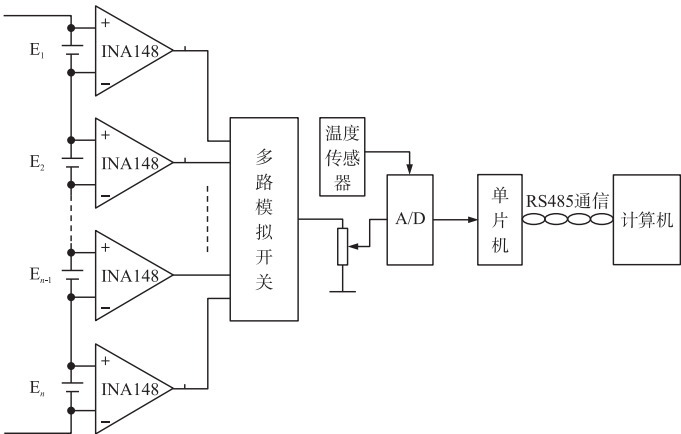 E1
+
INA148
−
E2
+
INA148
−
En-1
+
INA148
−
En
+
INA148
−
多路模拟开关
温度传感器
A/D
单片机
RS485通信
计算机